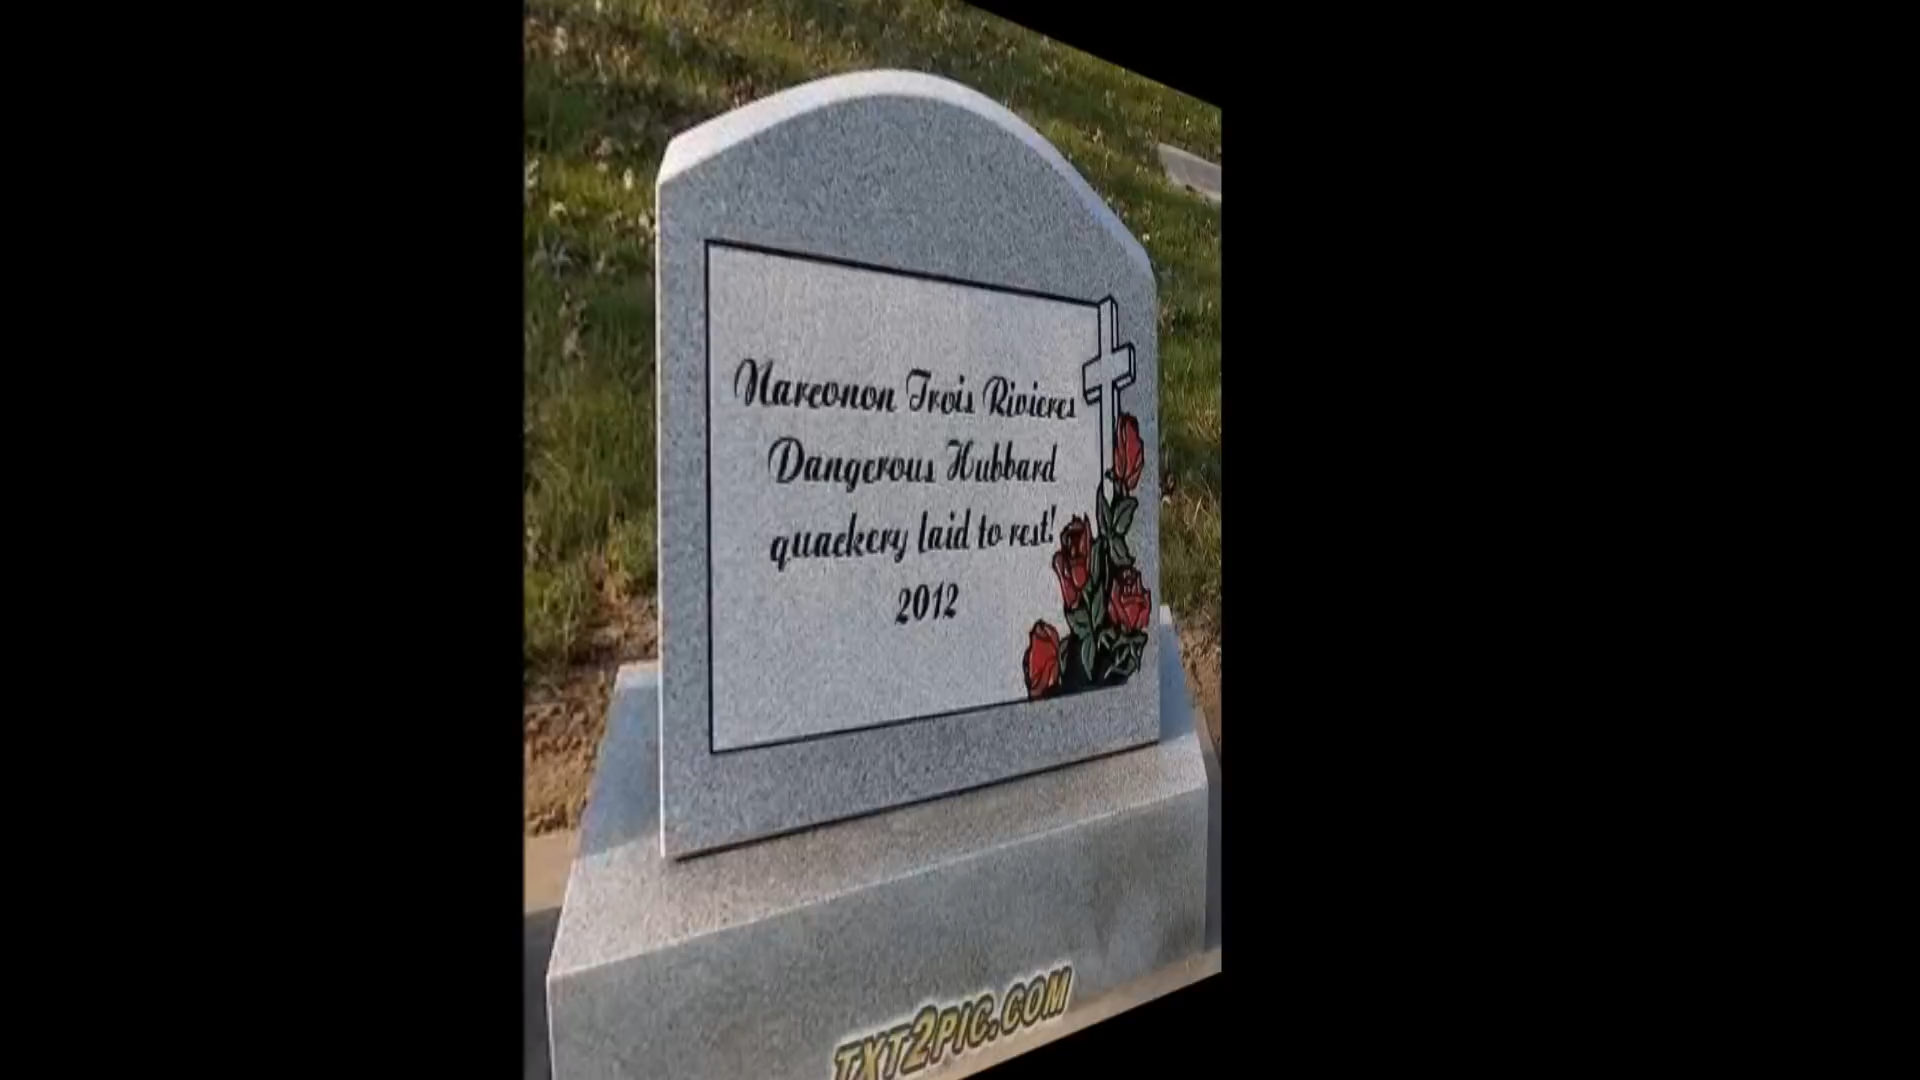 Narconon Trois Rivieres
Dangerous Hubbard
quackery laid to rest!
2012
TXT2PIC.COM